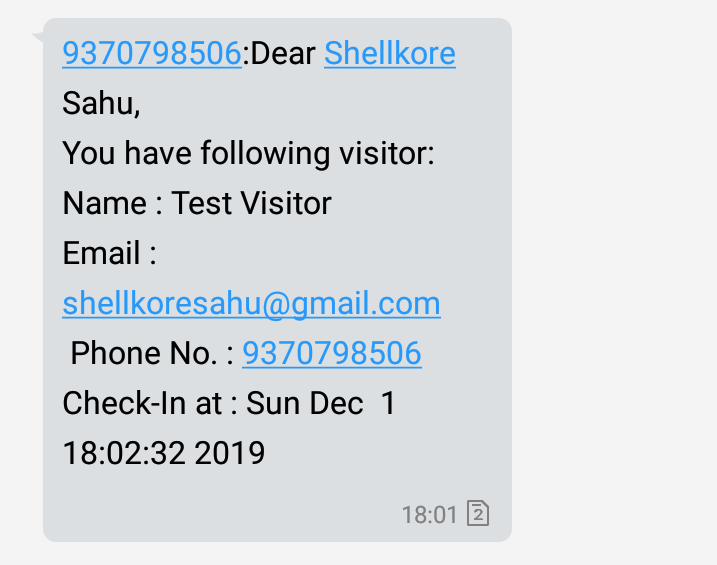 9370798506:Dear Shellkore
Sahu,
You have following visitor:
Name : Test Visitor
Email :
shellkoresahu@gmail.com
Phone No. : 9370798506
Check-In at : Sun Dec  1
18:02:32 2019
18:01 2